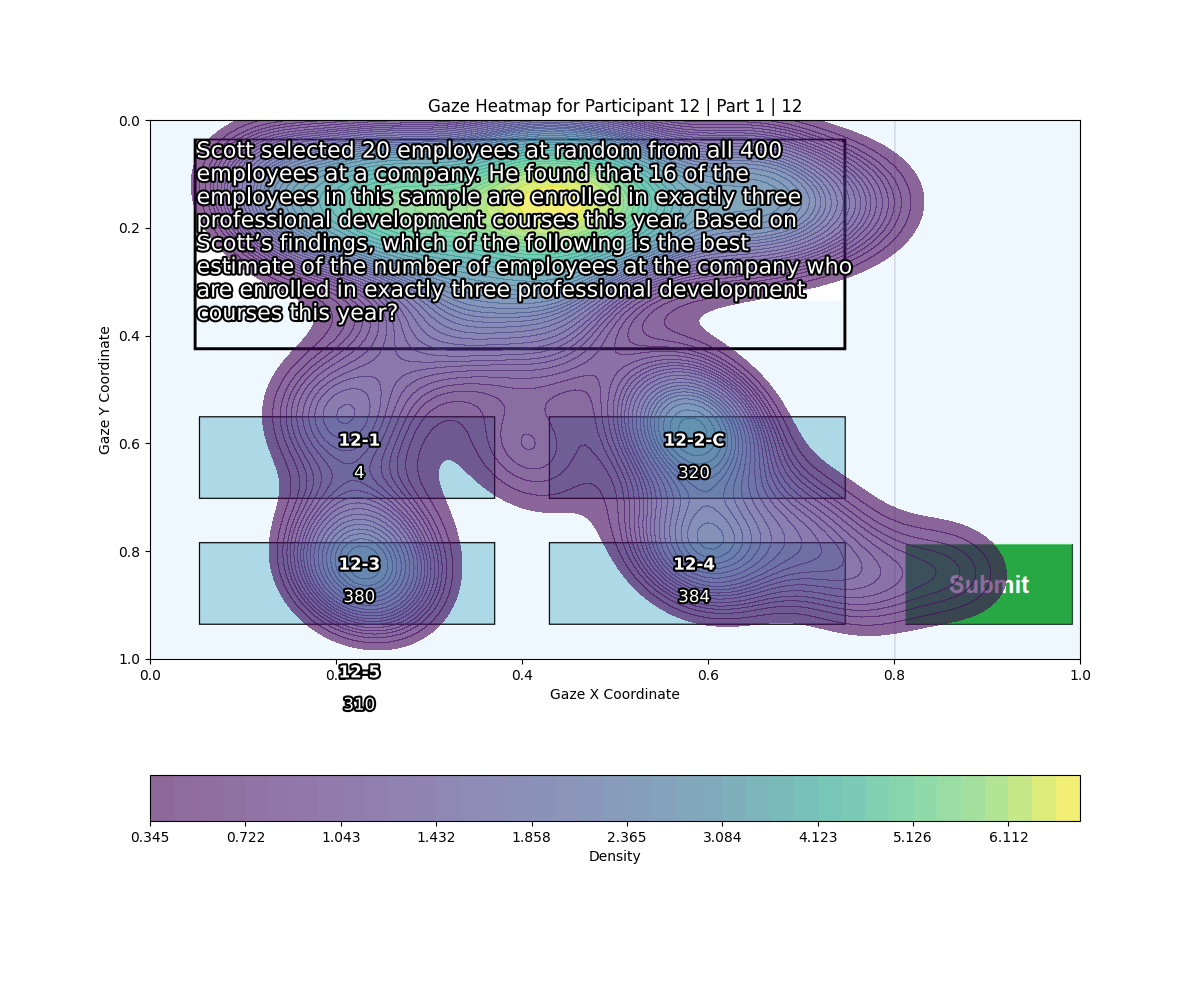 Gaze Heatmap for Participant 12 | Part 1 | 12
0.0
0.2
0.4
0.6
0.8
1.0
Gaze Y Coordinate
Scott selected 20 employees at random from all 400
employees at a company. He found that 16 of the
employees in this sample are enrolled in exactly three
professional development courses this year. Based on
Scott’s findings, which of the following is the best
estimate of the number of employees at the company who
are enrolled in exactly three professional development
courses this year?
12-1
4
12-2-C
320
12-3
380
12-4
384
Submit
12-5
310
0.0 0.4 0.6 0.8 1.0
Gaze X Coordinate
0.345 0.722 1.043 1.432 1.858 2.365 3.084 4.123 5.126 6.112
Density